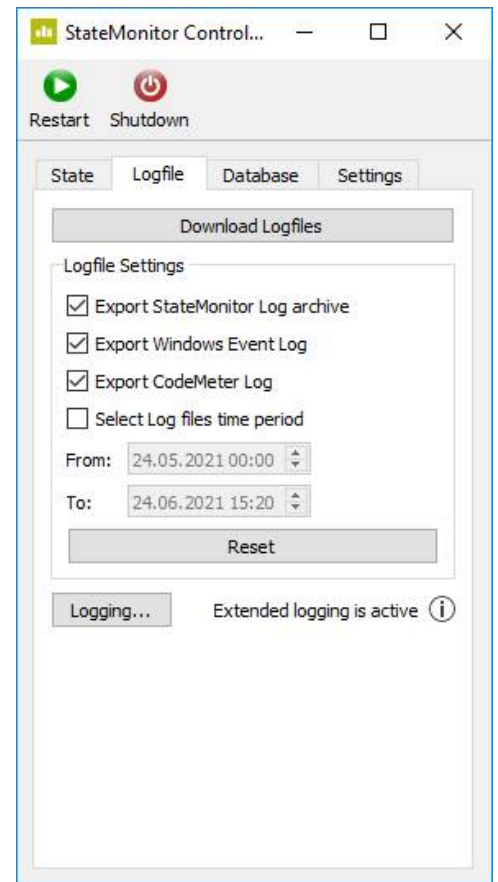 StateMonitor Control...
Restart Shutdown
State Logfile Database Settings
Download Logfiles
Logfile Settings
Export StateMonitor Log archive
Export Windows Event Log
Export CodeMeter Log
Select Log files time period
From: 24.05.2021 00:00
To: 24.06.2021 15:20
Reset
Logging... Extended logging is active